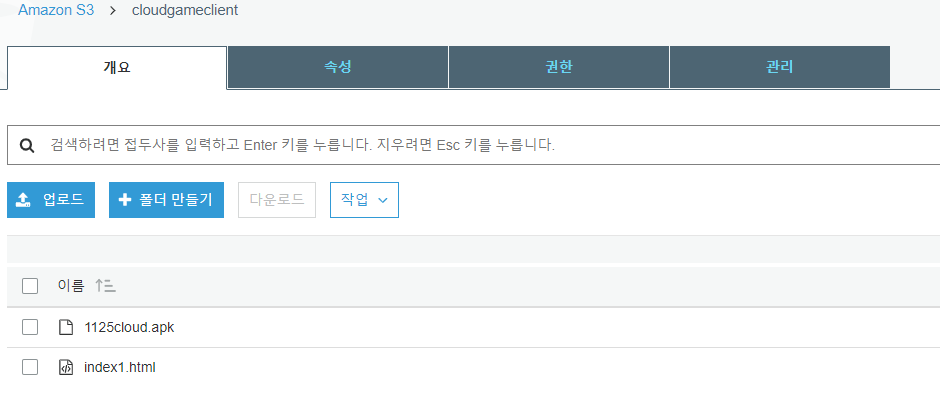 Amazon S3 > cloudgameclient
개요 속성 권한 관리
검색하려면 접두사를 입력하고 Enter 키를 누릅니다. 지우려면 Esc 키를 누릅니다.
업로드 폴더 만들기 다운로드 작업
이름
1125cloud.apk
index1.html